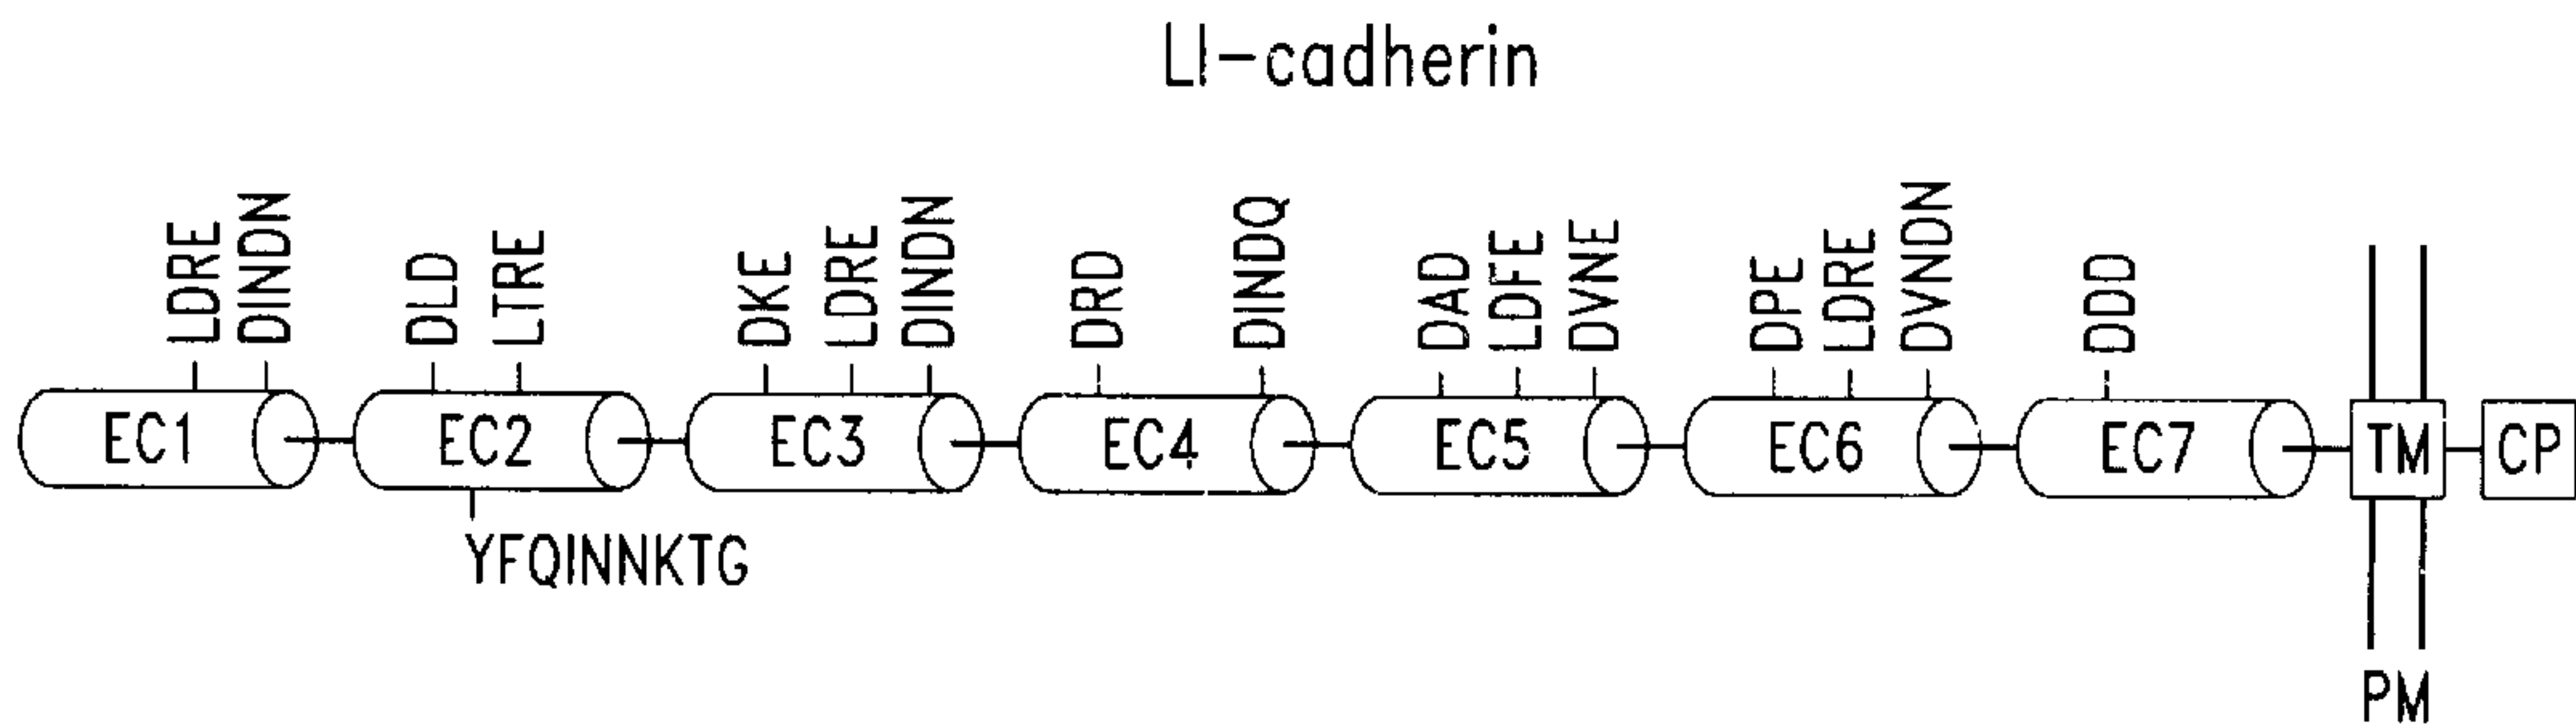 LI-cadherin
LDRE DINDN DLD LTRE DKE LDRE DINDN DRD DINDQ DAD LDFE DVNE DPE LDRE DVNDN DDD
EC1 EC2 EC3 EC4 EC5 EC6 EC7 TM CP
YFQINNKTG
PM